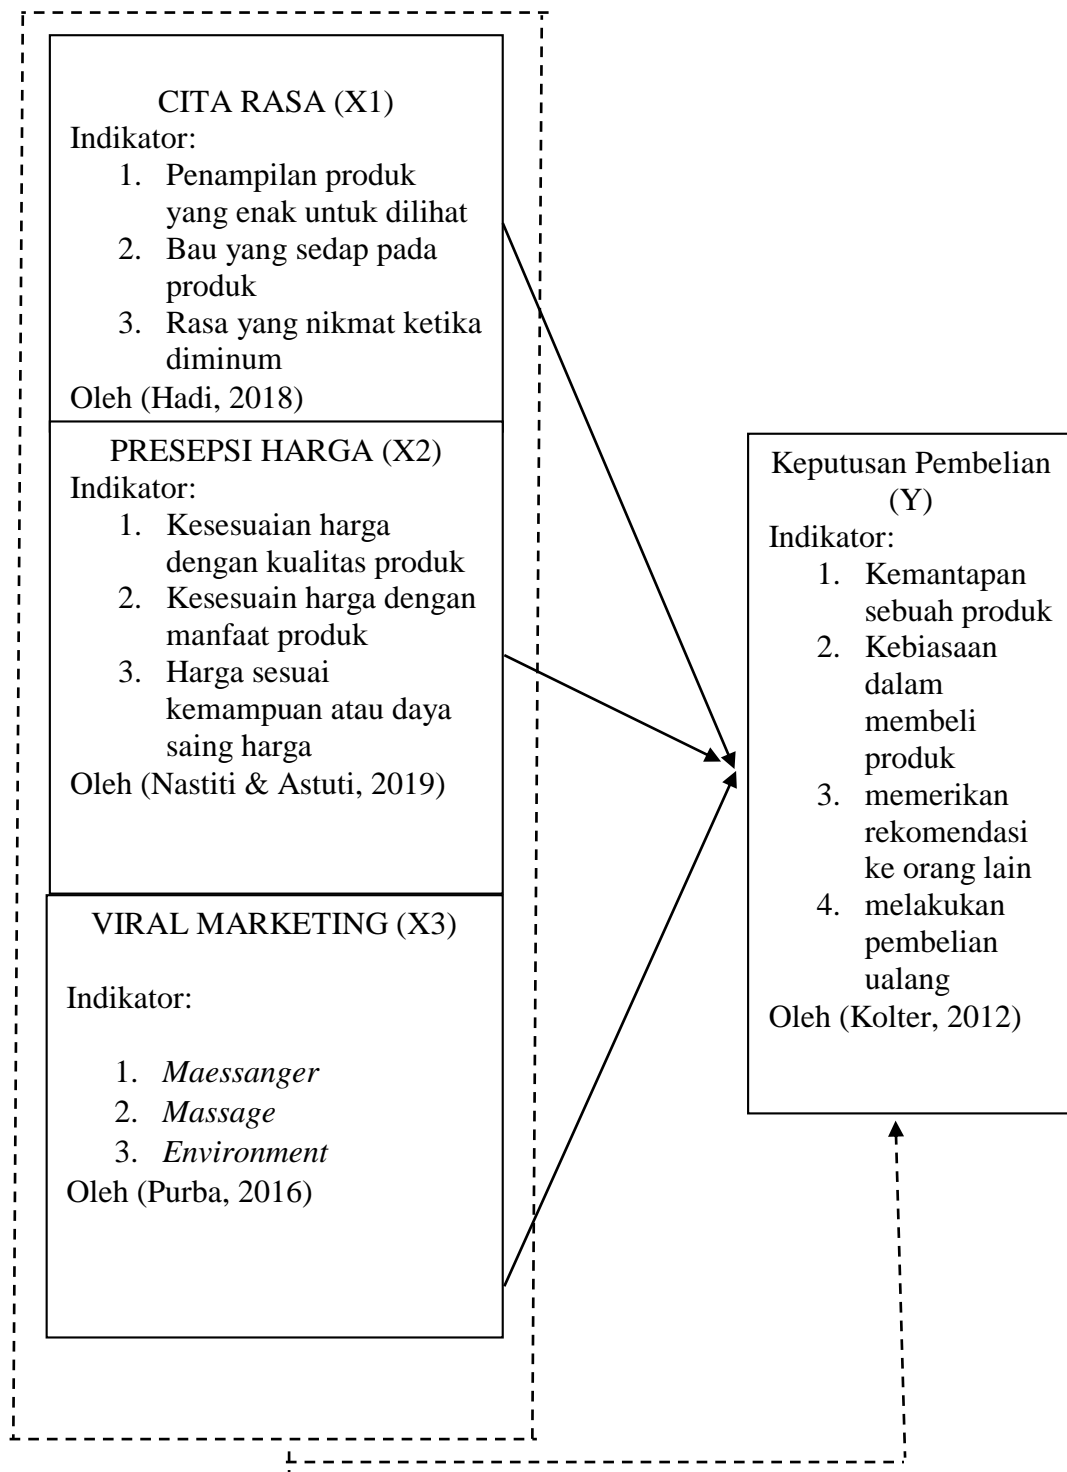 CITA RASA (X1)
Indikator:
1. Penampilan produk
yang enak untuk dilihat
2. Bau yang sedap pada
produk
3. Rasa yang nikmat ketika
diminum
Oleh (Hadi, 2018)
PRESEPSI HARGA (X2)
Indikator:
1. Kesesuaian harga
dengan kualitas produk
2. Kesesuain harga dengan
manfaat produk
3. Harga sesuai
kemampuan atau daya
saing harga
Oleh (Nastiti & Astuti, 2019)
VIRAL MARKETING (X3)
Indikator:
1. Maessanger
2. Massage
3. Environment
Oleh (Purba, 2016)
Keputusan Pembelian
(Y)
Indikator:
1. Kemantapan
sebuah produk
2. Kebiasaan
dalam
membeli
produk
3. memerikan
rekomendasi
ke orang lain
4. melakukan
pembelian
ualang
Oleh (Kolter, 2012)